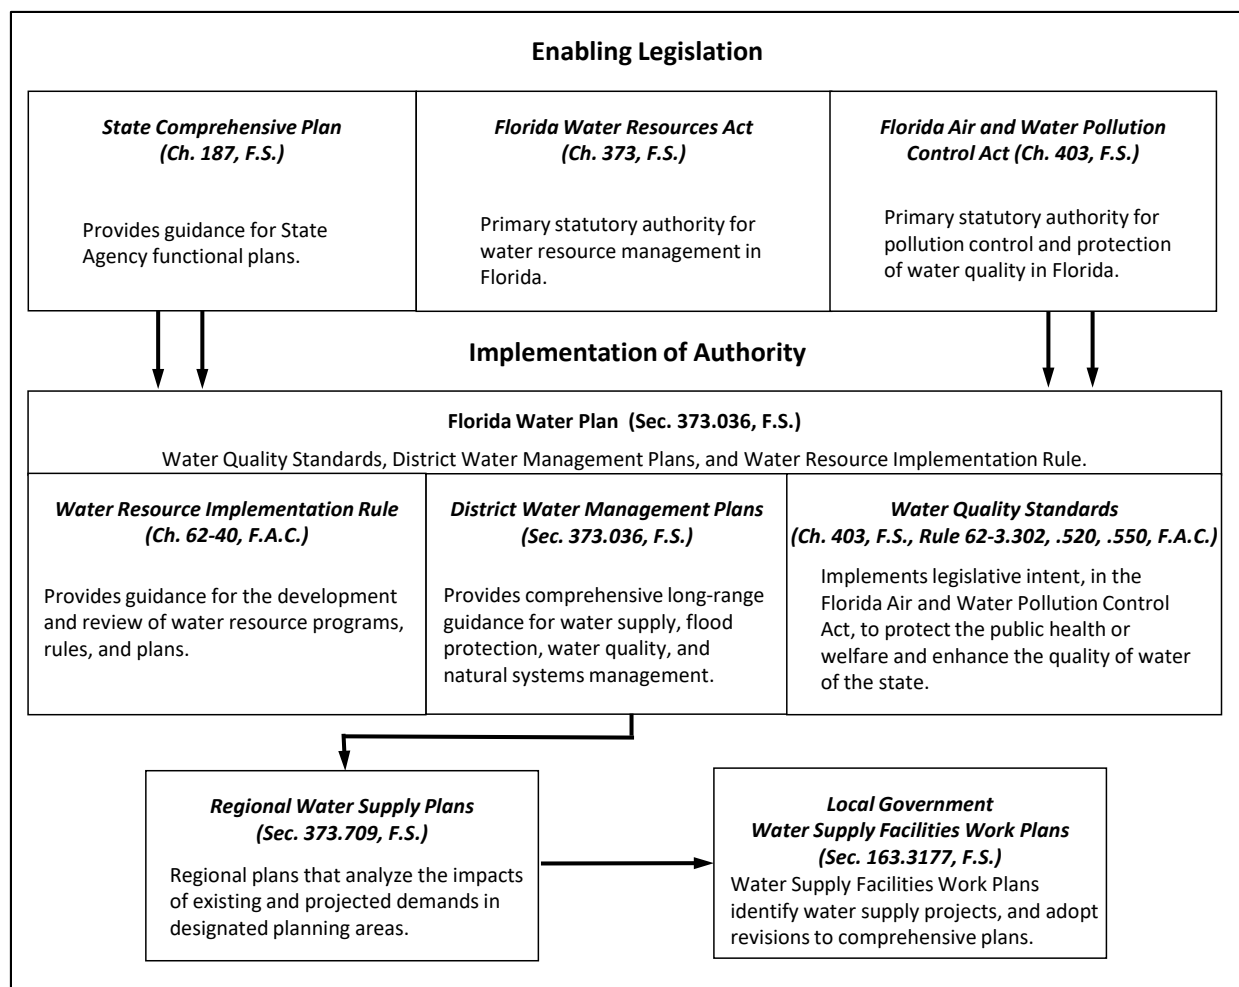 Enabling Legislation
State Comprehensive Plan
(Ch. 187, F.S.)
Provides guidance for State
Agency functional plans.
Florida Water Resources Act
(Ch. 373, F.S.)
Primary statutory authority for
water resource management in
Florida.
Florida Air and Water Pollution
Control Act (Ch. 403, F.S.)
Primary statutory authority for
pollution control and protection
of water quality in Florida.
Implementation of Authority
Florida Water Plan (Sec. 373.036, F.S.)
Water Quality Standards, District Water Management Plans, and Water Resource Implementation Rule.
Water Resource Implementation Rule
(Ch. 62-40, F.A.C.)
Provides guidance for the development
and review of water resource programs,
rules, and plans.
District Water Management Plans
(Sec. 373.036, F.S.)
Provides comprehensive long-range
guidance for water supply, flood
protection, water quality, and
natural systems management.
Water Quality Standards
(Ch. 403, F.S., Rule 62-3.302, .520, .550, F.A.C.)
Implements legislative intent, in the
Florida Air and Water Pollution Control
Act, to protect the public health or
welfare and enhance the quality of water
of the state.
Regional Water Supply Plans
(Sec. 373.709, F.S.)
Regional plans that analyze the impacts
of existing and projected demands in
designated planning areas.
Local Government
Water Supply Facilities Work Plans
(Sec. 163.3177, F.S.)
Water Supply Facilities Work Plans
identify water supply projects, and adopt
revisions to comprehensive plans.